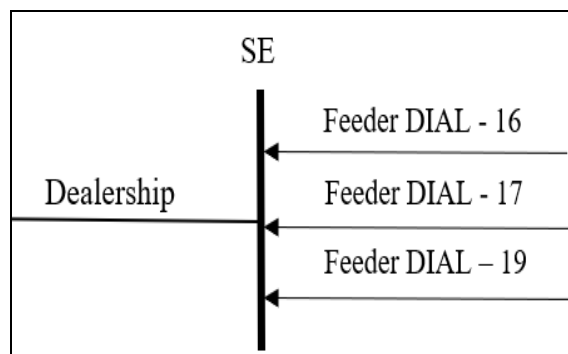 SE
Feeder DIAL - 16
Dealership
Feeder DIAL - 17
Feeder DIAL – 19